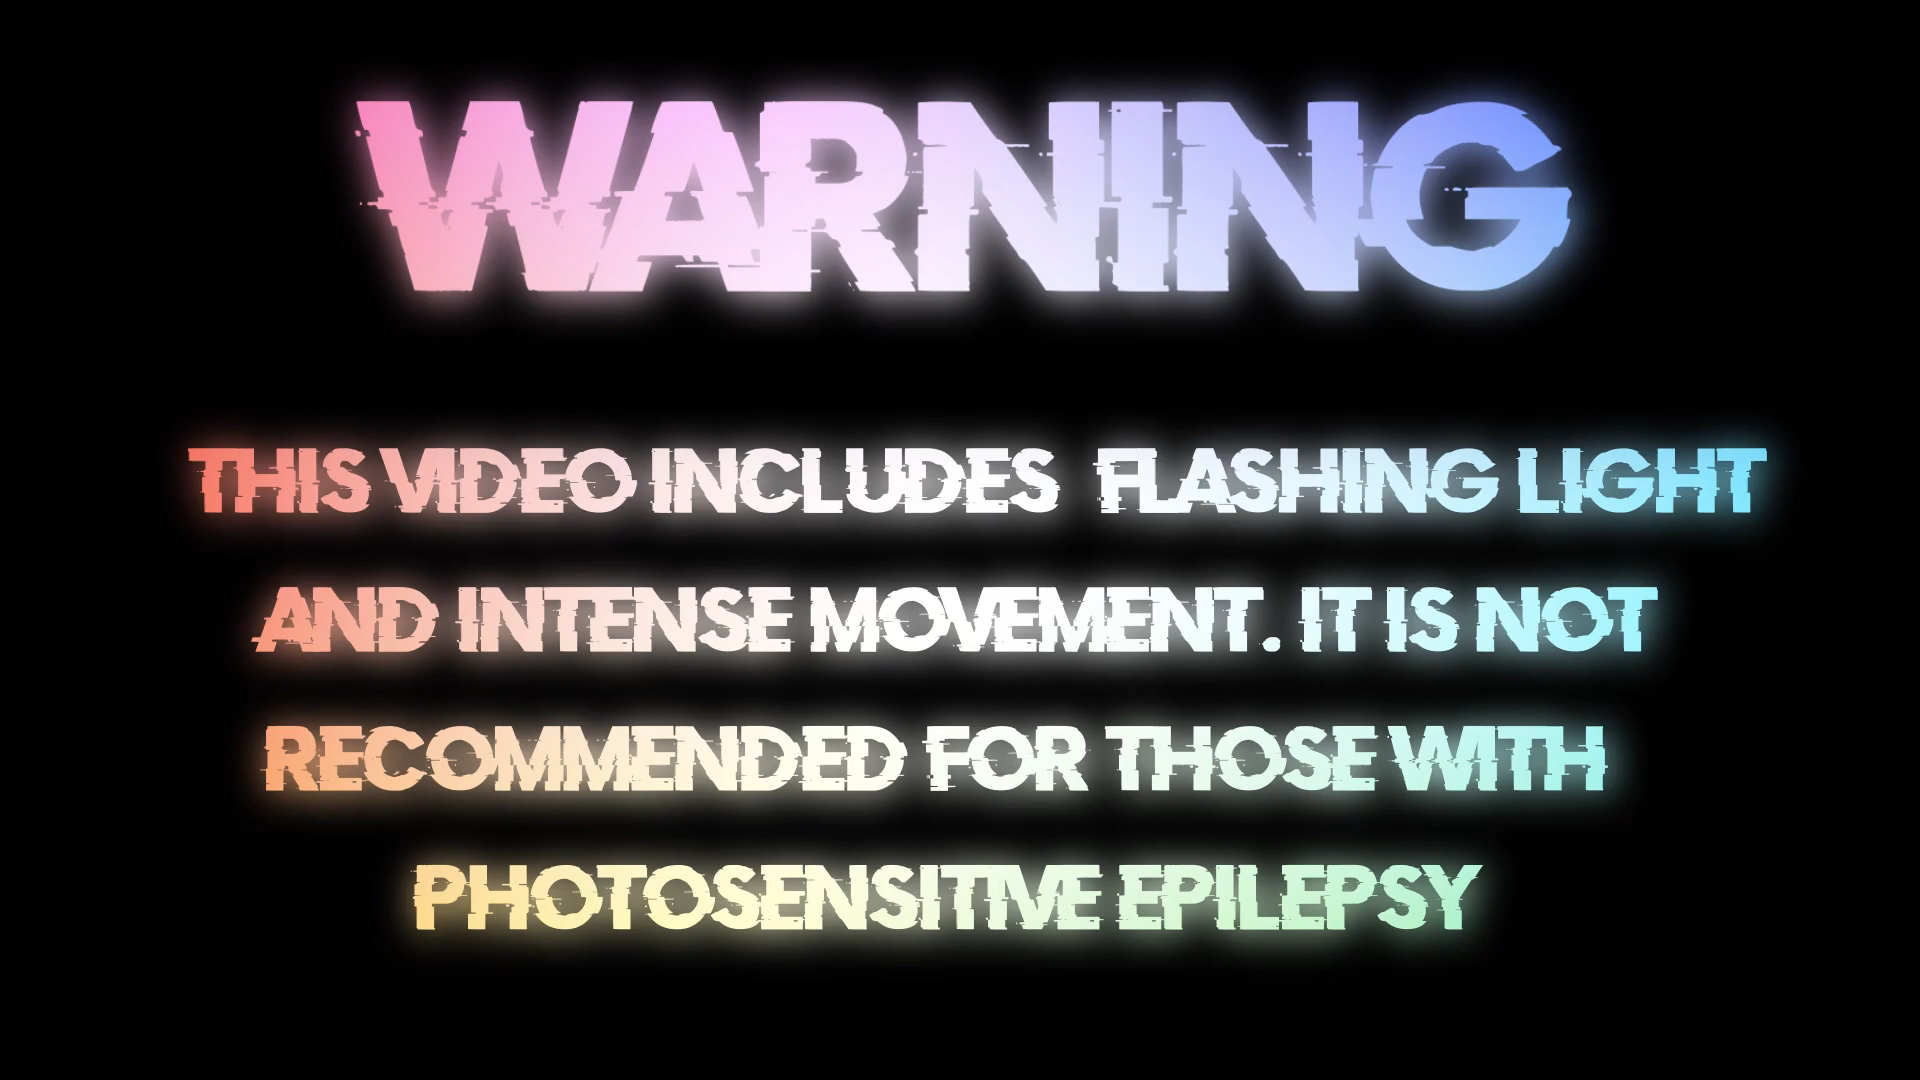 WARNING
THIS VIDEO INCLUDES FLASHING LIGHT
AND INTENSE MOVEMENT. IT IS NOT
RECOMMENDED FOR THOSE WITH
PHOTOSENSITIVE EPILEPSY